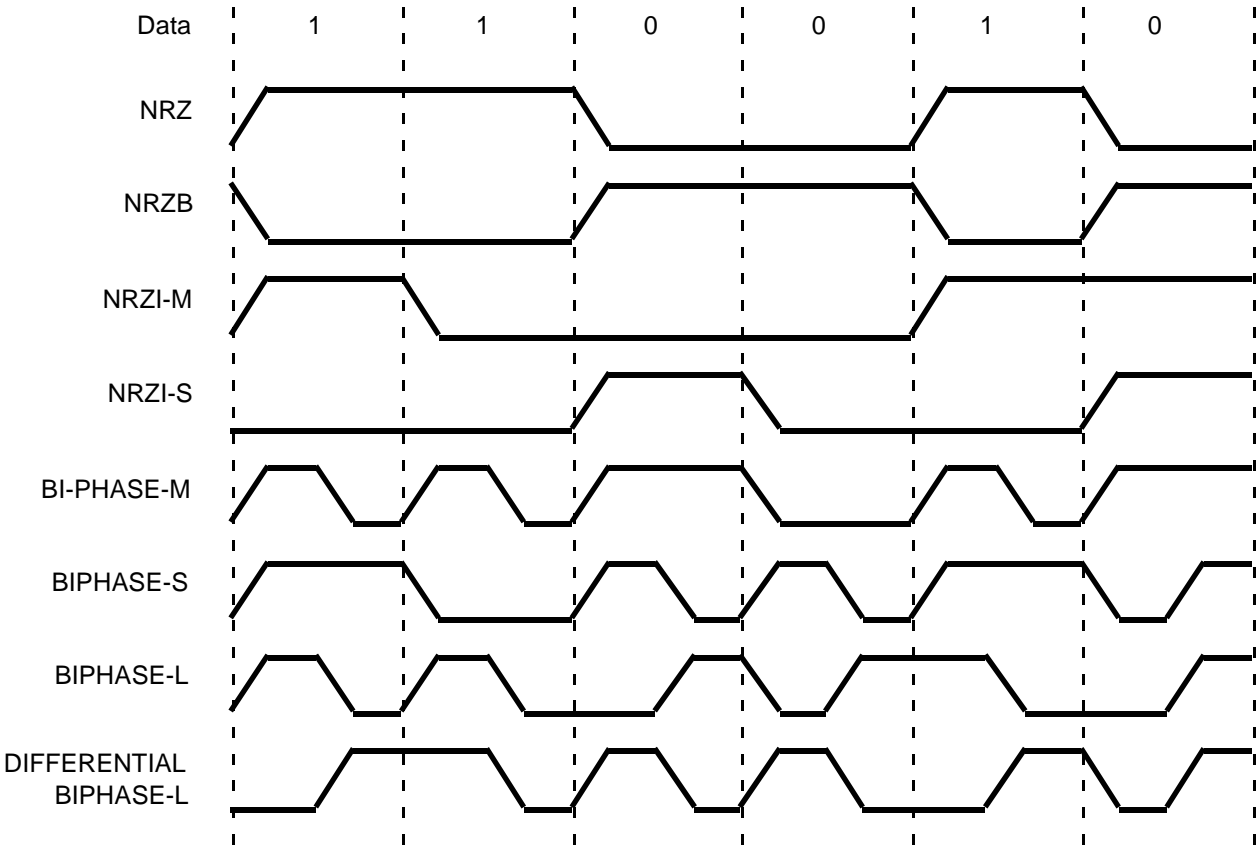 Data 1 1 0 0 1 0
NRZ
NRZB
NRZI-M
NRZI-S
BI-PHASE-M
BIPHASE-S
BIPHASE-L
DIFFERENTIAL
BIPHASE-L